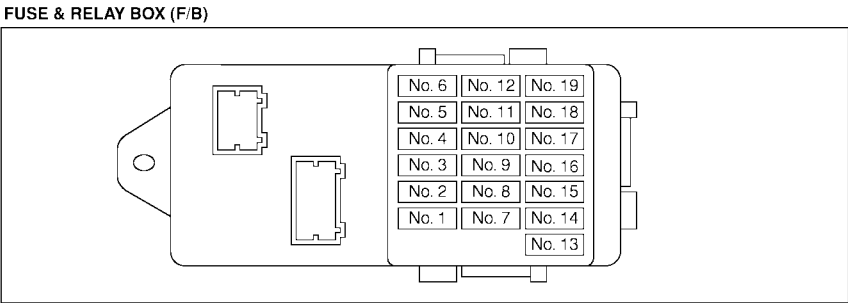 FUSE & RELAY BOX (F/B)
No. 6 No. 12 No. 19
No. 5 No. 11 No. 18
No. 4 No. 10 No. 17
No. 3 No. 9 No. 16
No. 2 No. 8 No. 15
No. 1 No. 7 No. 14
No. 13